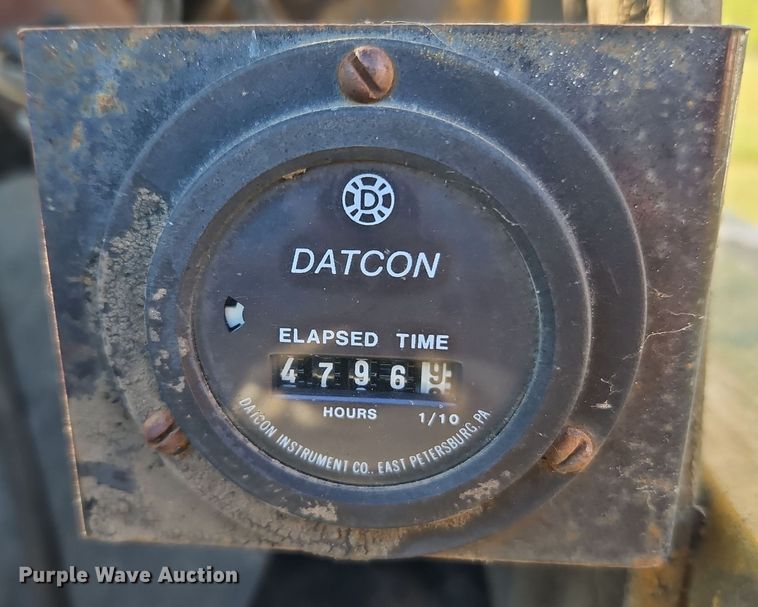 D
DATCON
ELAPSED TIME
4796
HOURS 1/10
DATCON INSTRUMENT CO., EAST PETERSBURG, PA
Purple Wave Auction